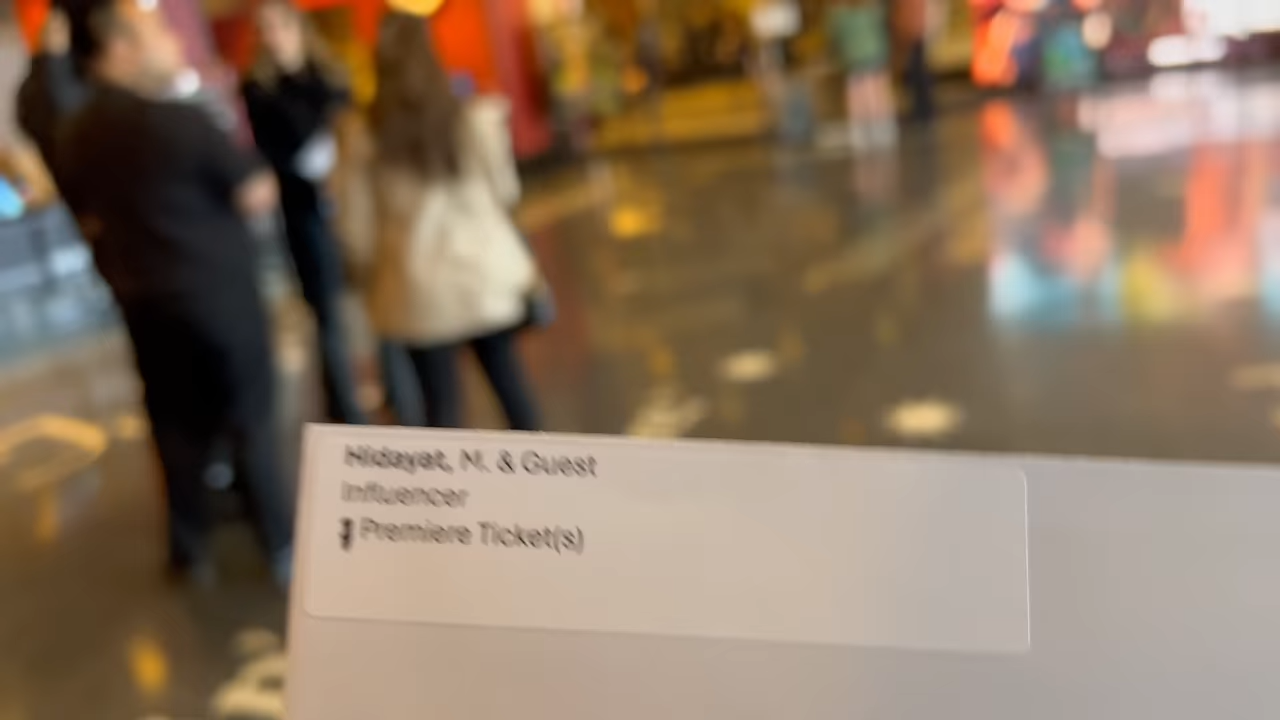 Hidayat, M. & Guest
Influencer
Premiere Ticket(s)